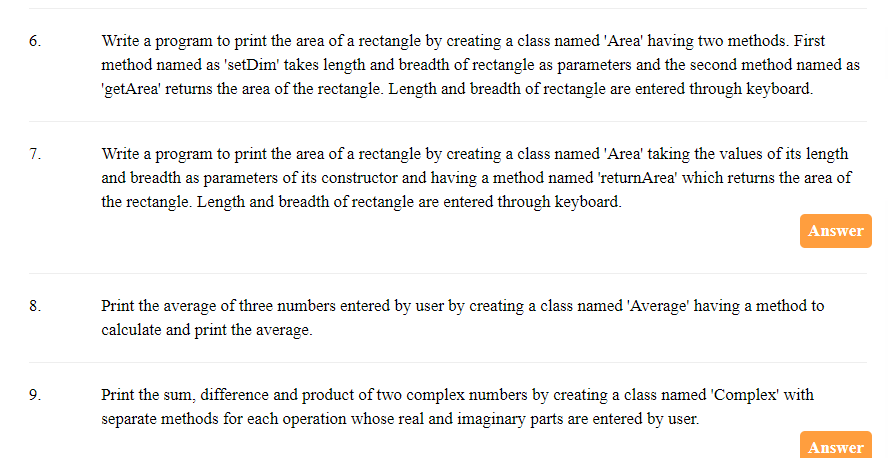 6. Write a program to print the area of a rectangle by creating a class named 'Area' having two methods. First
method named as 'setDim' takes length and breadth of rectangle as parameters and the second method named as
'getArea' returns the area of the rectangle. Length and breadth of rectangle are entered through keyboard.
7. Write a program to print the area of a rectangle by creating a class named 'Area' taking the values of its length
and breadth as parameters of its constructor and having a method named 'returnArea' which returns the area of
the rectangle. Length and breadth of rectangle are entered through keyboard.
Answer
8. Print the average of three numbers entered by user by creating a class named 'Average' having a method to
calculate and print the average.
9. Print the sum, difference and product of two complex numbers by creating a class named 'Complex' with
separate methods for each operation whose real and imaginary parts are entered by user.
Answer